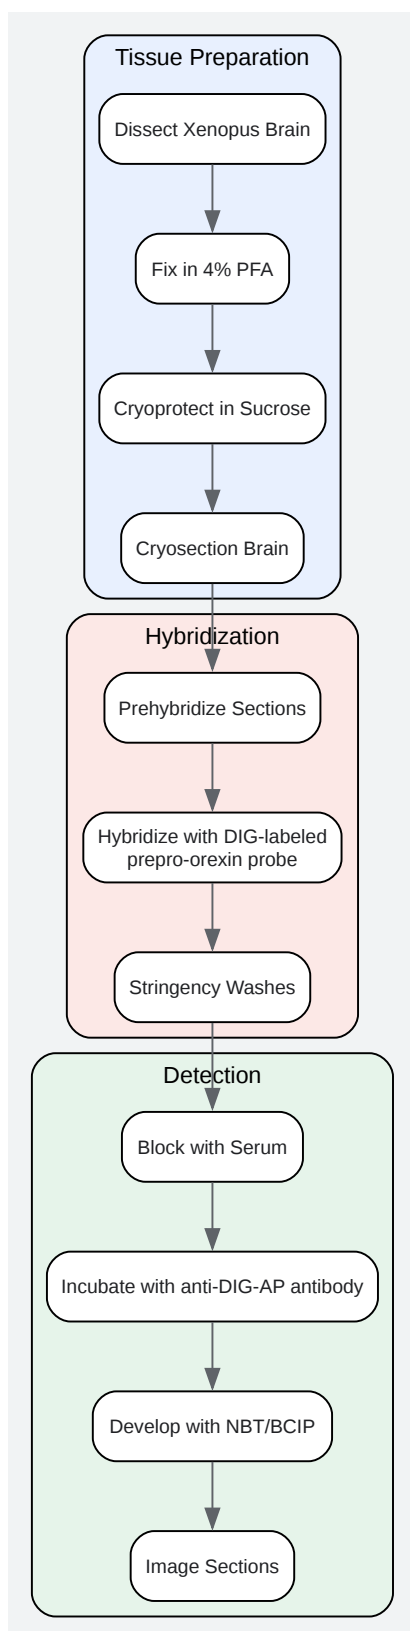 Tissue Preparation
Dissect Xenopus Brain
Fix in 4% PFA
Cryoprotect in Sucrose
Cryosection Brain
Hybridization
Prehybridize Sections
Hybridize with DIG-labeled
prepro-orexin probe
Stringency Washes
Detection
Block with Serum
Incubate with anti-DIG-AP antibody
Develop with NBT/BCIP
Image Sections